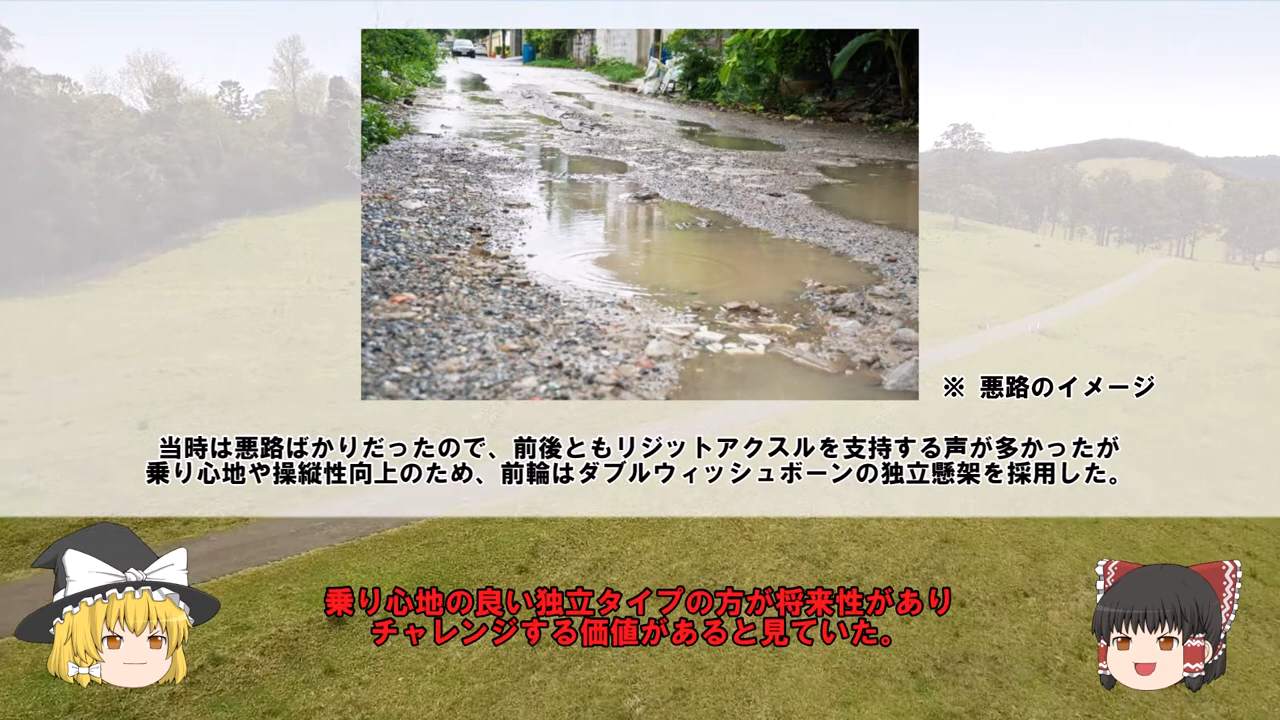 ※ 悪路のイメージ
当時は悪路ばかりだったので、前後ともリジットアクスルを支持する声が多かったが
乗り心地や操縦性向上のため、前輪はダブルウィッシュボーンの独立懸架を採用した。
乗り心地の良い独立タイプの方が将来性があり
チャレンジする価値があると見ていた。